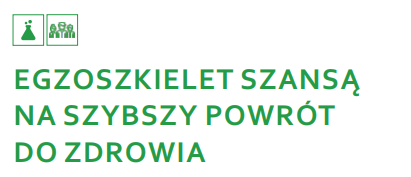 EGZOSZKIELET SZANSĄ
NA SZYBSZY POWRÓT
DO ZDROWIA